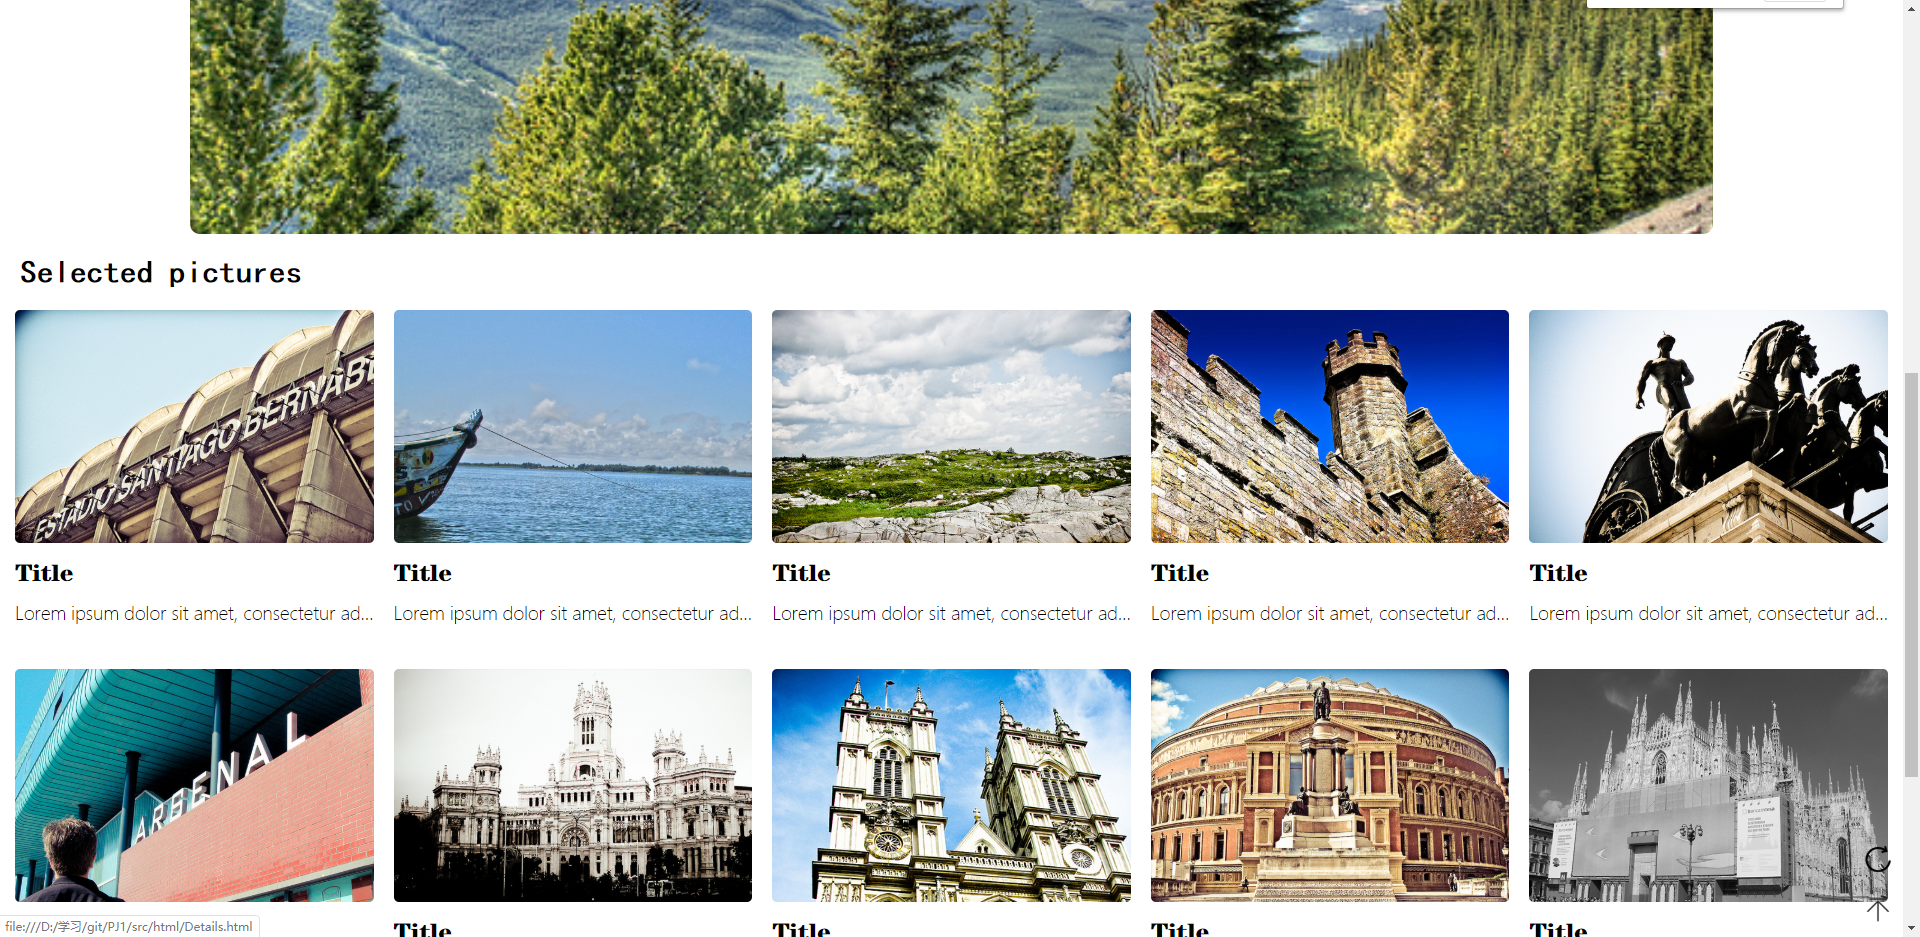 Selected pictures
ESTADIO SANTIAGO BERNABE
Title
Lorem ipsum dolor sit amet, consectetur ad...
Title
Lorem ipsum dolor sit amet, consectetur ad...
Title
Lorem ipsum dolor sit amet, consectetur ad...
Title
Lorem ipsum dolor sit amet, consectetur ad...
Title
Lorem ipsum dolor sit amet, consectetur ad...
ARSENAL
Title
Title
Title
Title
file:///D:/学习/git/PJ1/src/html/Details.html